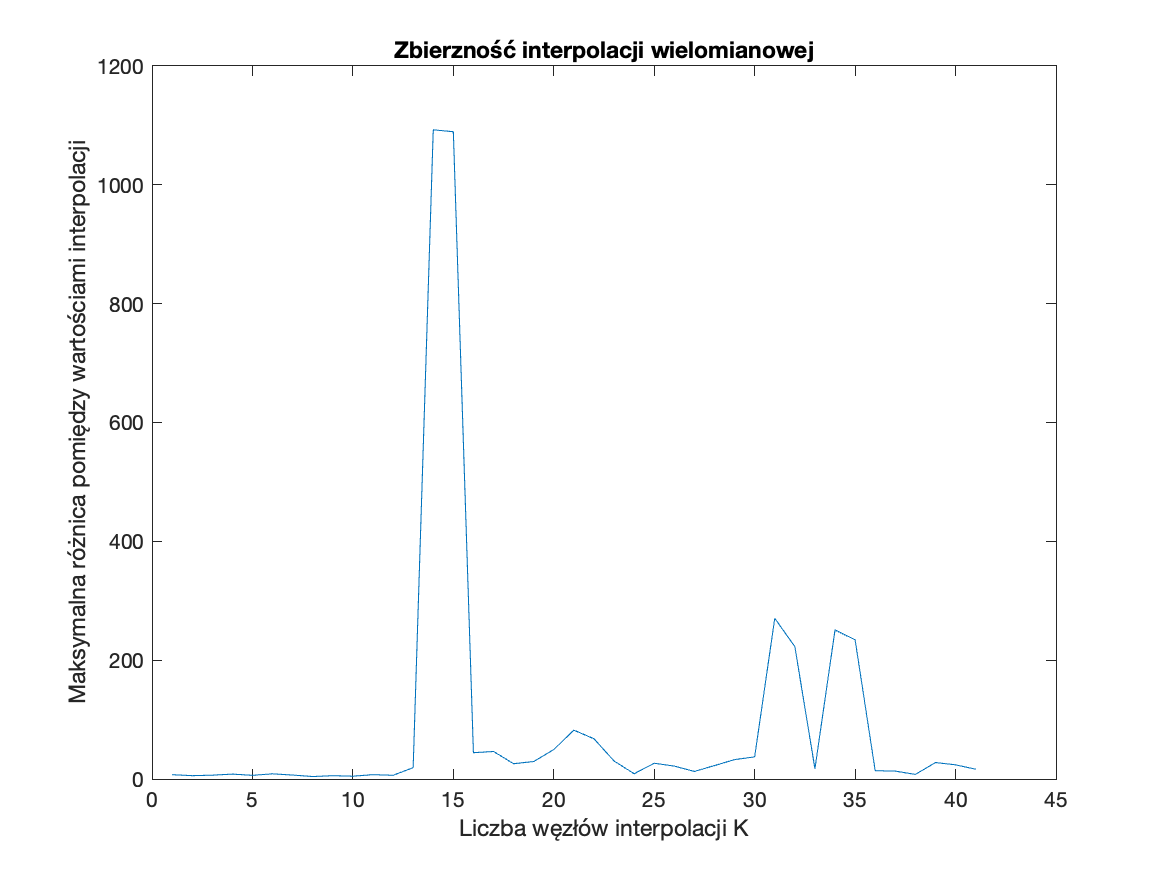 Zbierzność interpolacji wielomianowej
Maksymalna różnica pomiędzy wartościami interpolacji
1200
1000
800
600
400
200
0
0 5 10 15 20 25 30 35 40 45
Liczba węzłów interpolacji K